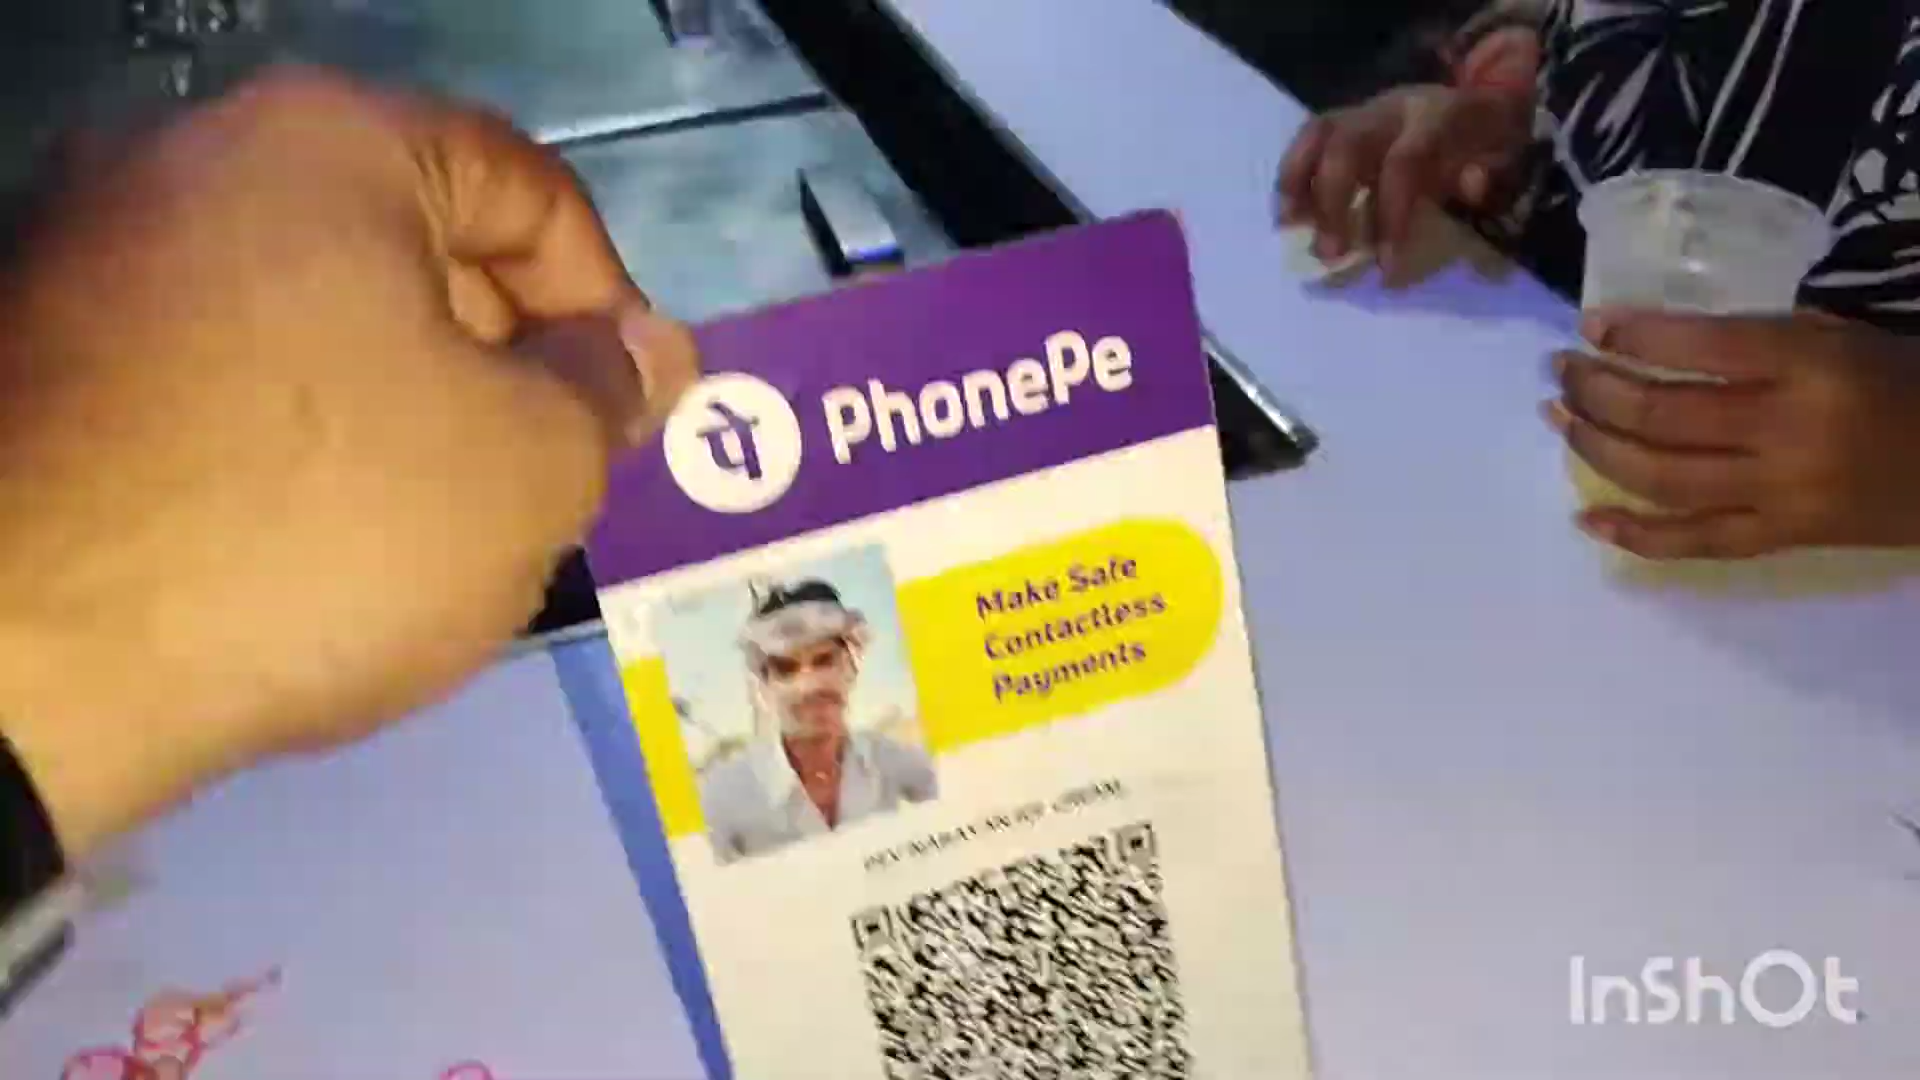 पे PhonePe
Make Safe
Contactless
Payments
InShOt